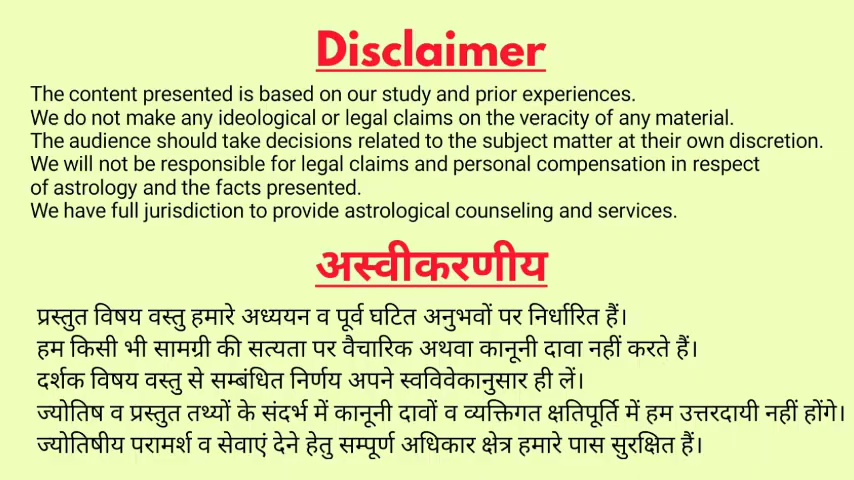 Disclaimer
The content presented is based on our study and prior experiences.
We do not make any ideological or legal claims on the veracity of any material.
The audience should take decisions related to the subject matter at their own discretion.
We will not be responsible for legal claims and personal compensation in respect
of astrology and the facts presented.
We have full jurisdiction to provide astrological counseling and services.
अस्वीकरणीय
प्रस्तुत विषय वस्तु हमारे अध्ययन व पूर्व घटित अनुभवों पर निर्धारित हैं।
हम किसी भी सामग्री की सत्यता पर वैचारिक अथवा कानूनी दावा नहीं करते हैं।
दर्शक विषय वस्तु से सम्बंधित निर्णय अपने स्वविवेकानुसार ही लें।
ज्योतिष व प्रस्तुत तथ्यों के संदर्भ में कानूनी दावों व व्यक्तिगत क्षतिपूर्ति में हम उत्तरदायी नहीं होंगे।
ज्योतिषीय परामर्श व सेवाएं देने हेतु सम्पूर्ण अधिकार क्षेत्र हमारे पास सुरक्षित हैं।